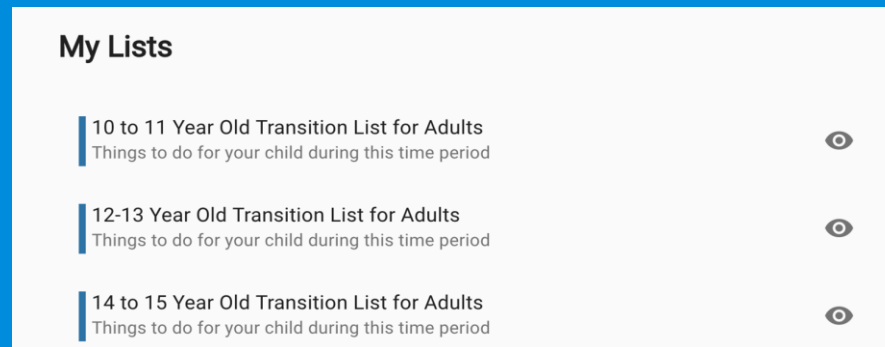 My Lists
10 to 11 Year Old Transition List for Adults
Things to do for your child during this time period
12-13 Year Old Transition List for Adults
Things to do for your child during this time period
14 to 15 Year Old Transition List for Adults
Things to do for your child during this time period